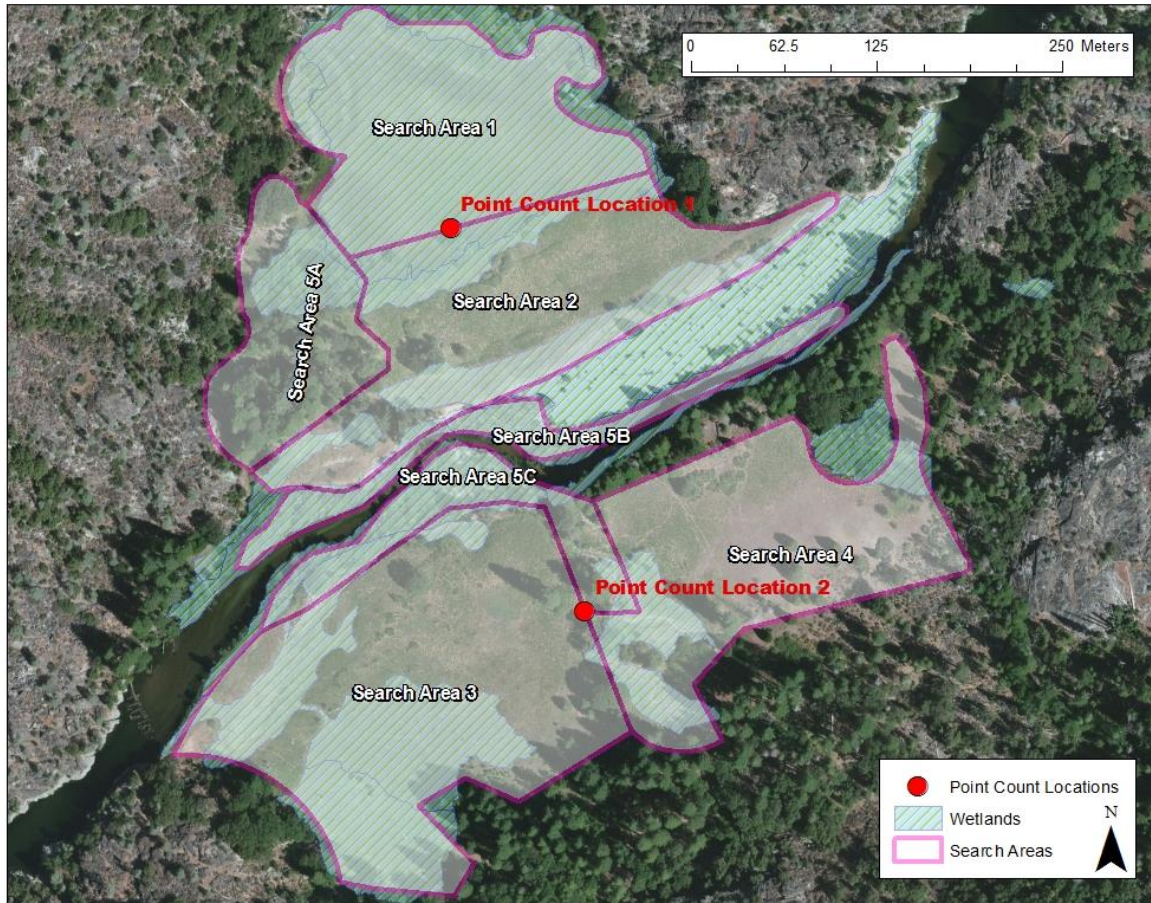 0 62.5 125 250 Meters
Search Area 1
Point Count Location 1
Search Area 5A
Search Area 2
Search Area 5B
Search Area 5C
Search Area 4
Point Count Location 2
Search Area 3
Point Count Locations
Wetlands
Search Areas
N